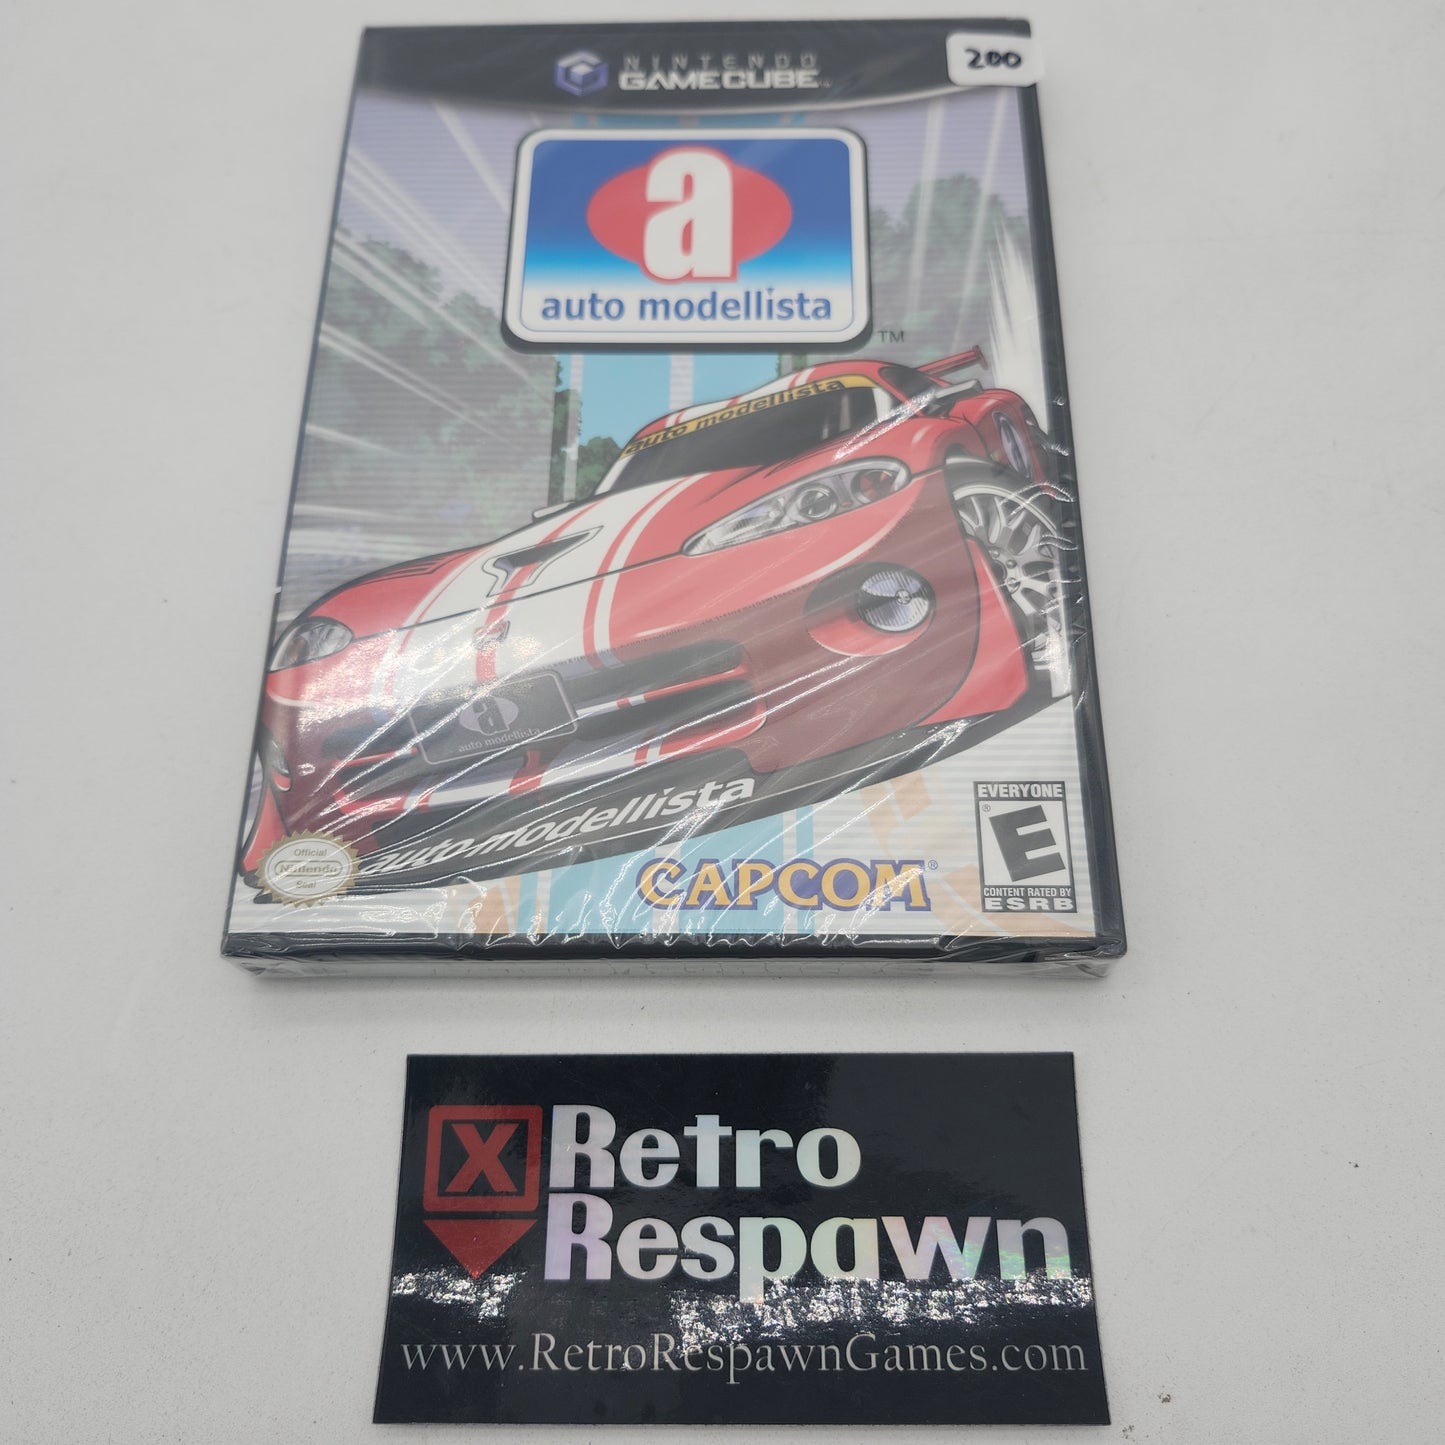 200
NINTENDO
GAMECUBE
a
auto modellista
TM
auto modellista
a
auto modellista
auto modellista
EVERYONE
E
®
CONTENT RATED BY
ESRB
Official
Nintendo
Seal
CAPCOM®
X Retro
Respawn
www.RetroRespawnGames.com